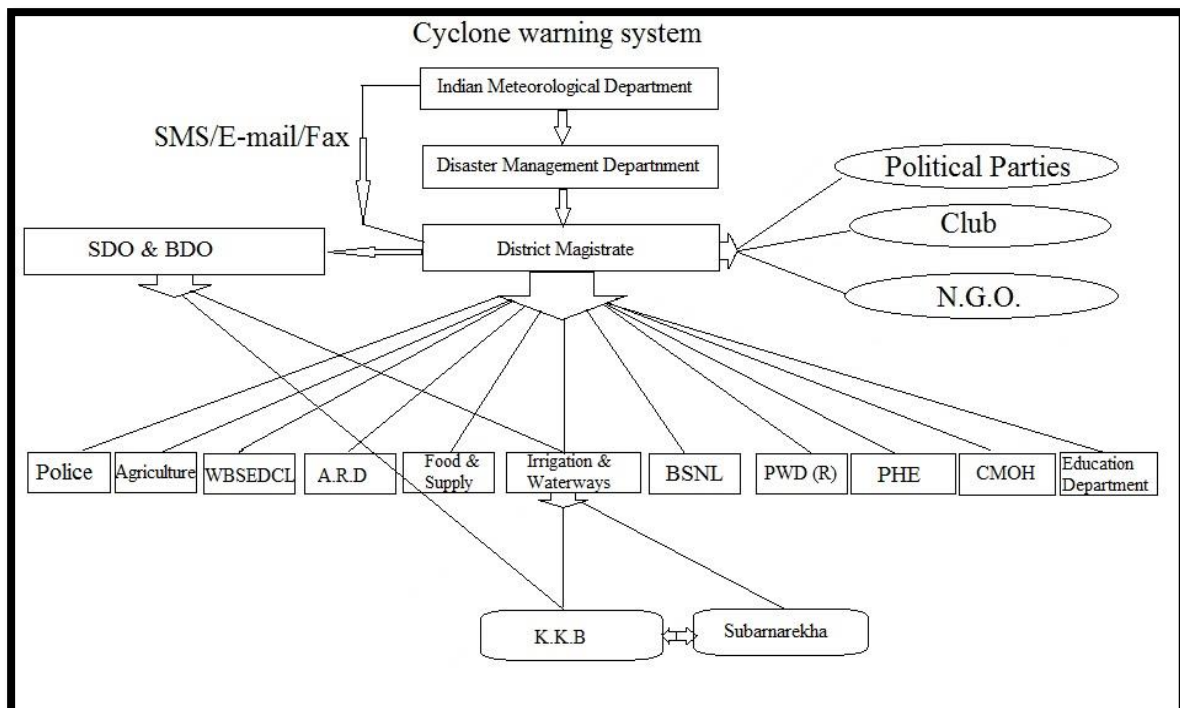 Cyclone warning system
Indian Meteorological Department
SMS/E-mail/Fax
Disaster Management Departnment
Political Parties
Club
SDO & BDO
District Magistrate
N.G.O.
Police
Agriculture
WBSEDCL
A.R.D
Food &
Supply
Irrigation &
Waterways
BSNL
PWD (R)
PHE
CMOH
Education
Department
K.K.B
Subarnarekha